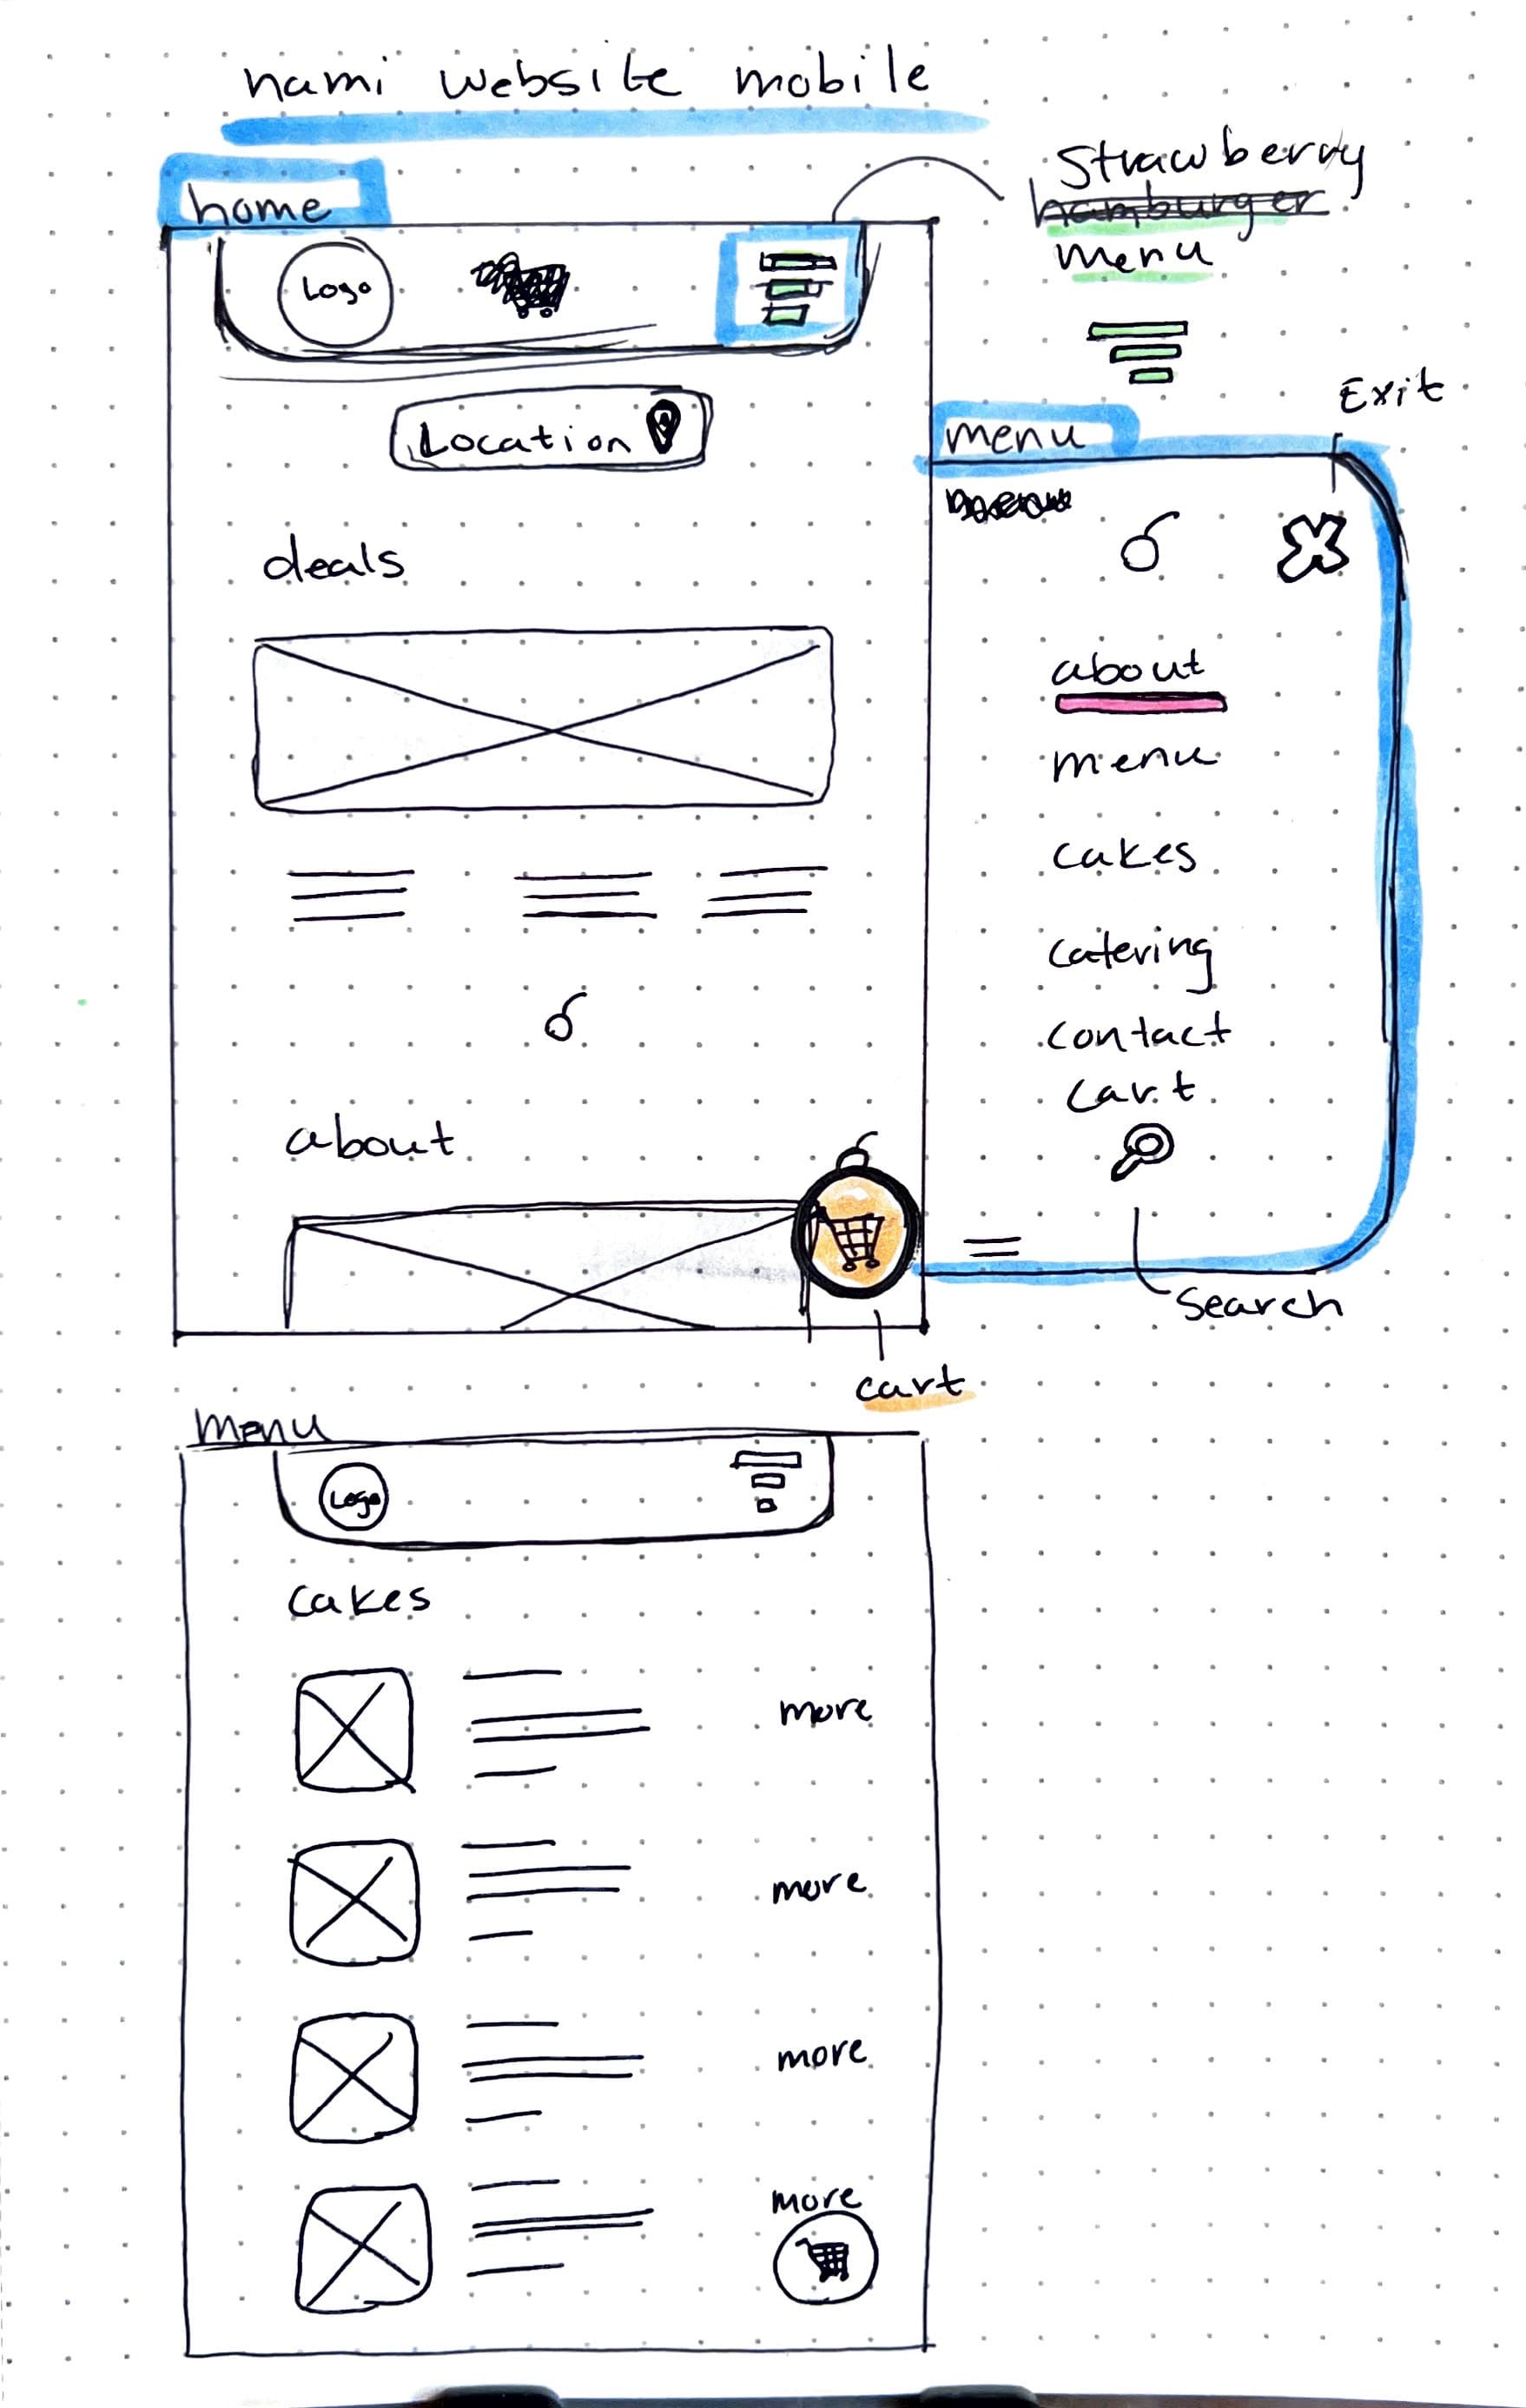 nami website mobile
home
Strawberry
hamburger
menu
Logo
Location
Exit
menu
deals
about
menu
cakes
catering
contact
cart
about
Search
cart
menu
Logo
cakes
more
more
more
more